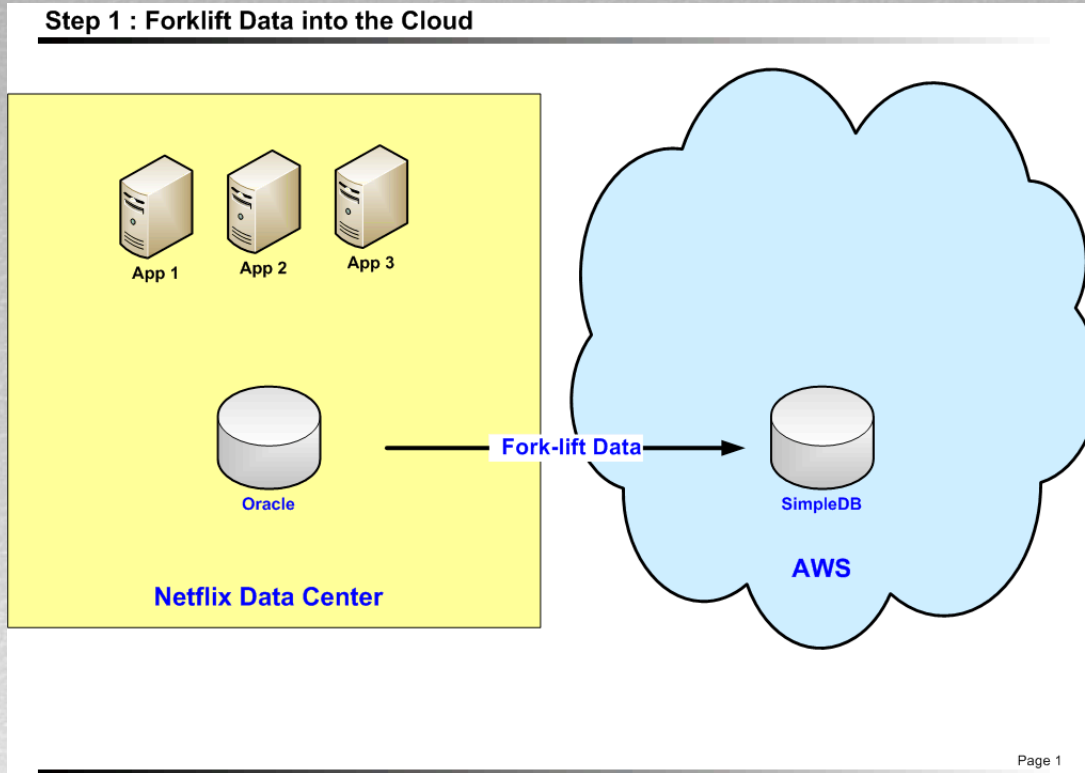 Step 1 : Forklift Data into the Cloud
App 1
App 2
App 3
Fork-lift Data
Oracle
SimpleDB
AWS
Netflix Data Center
Page 1